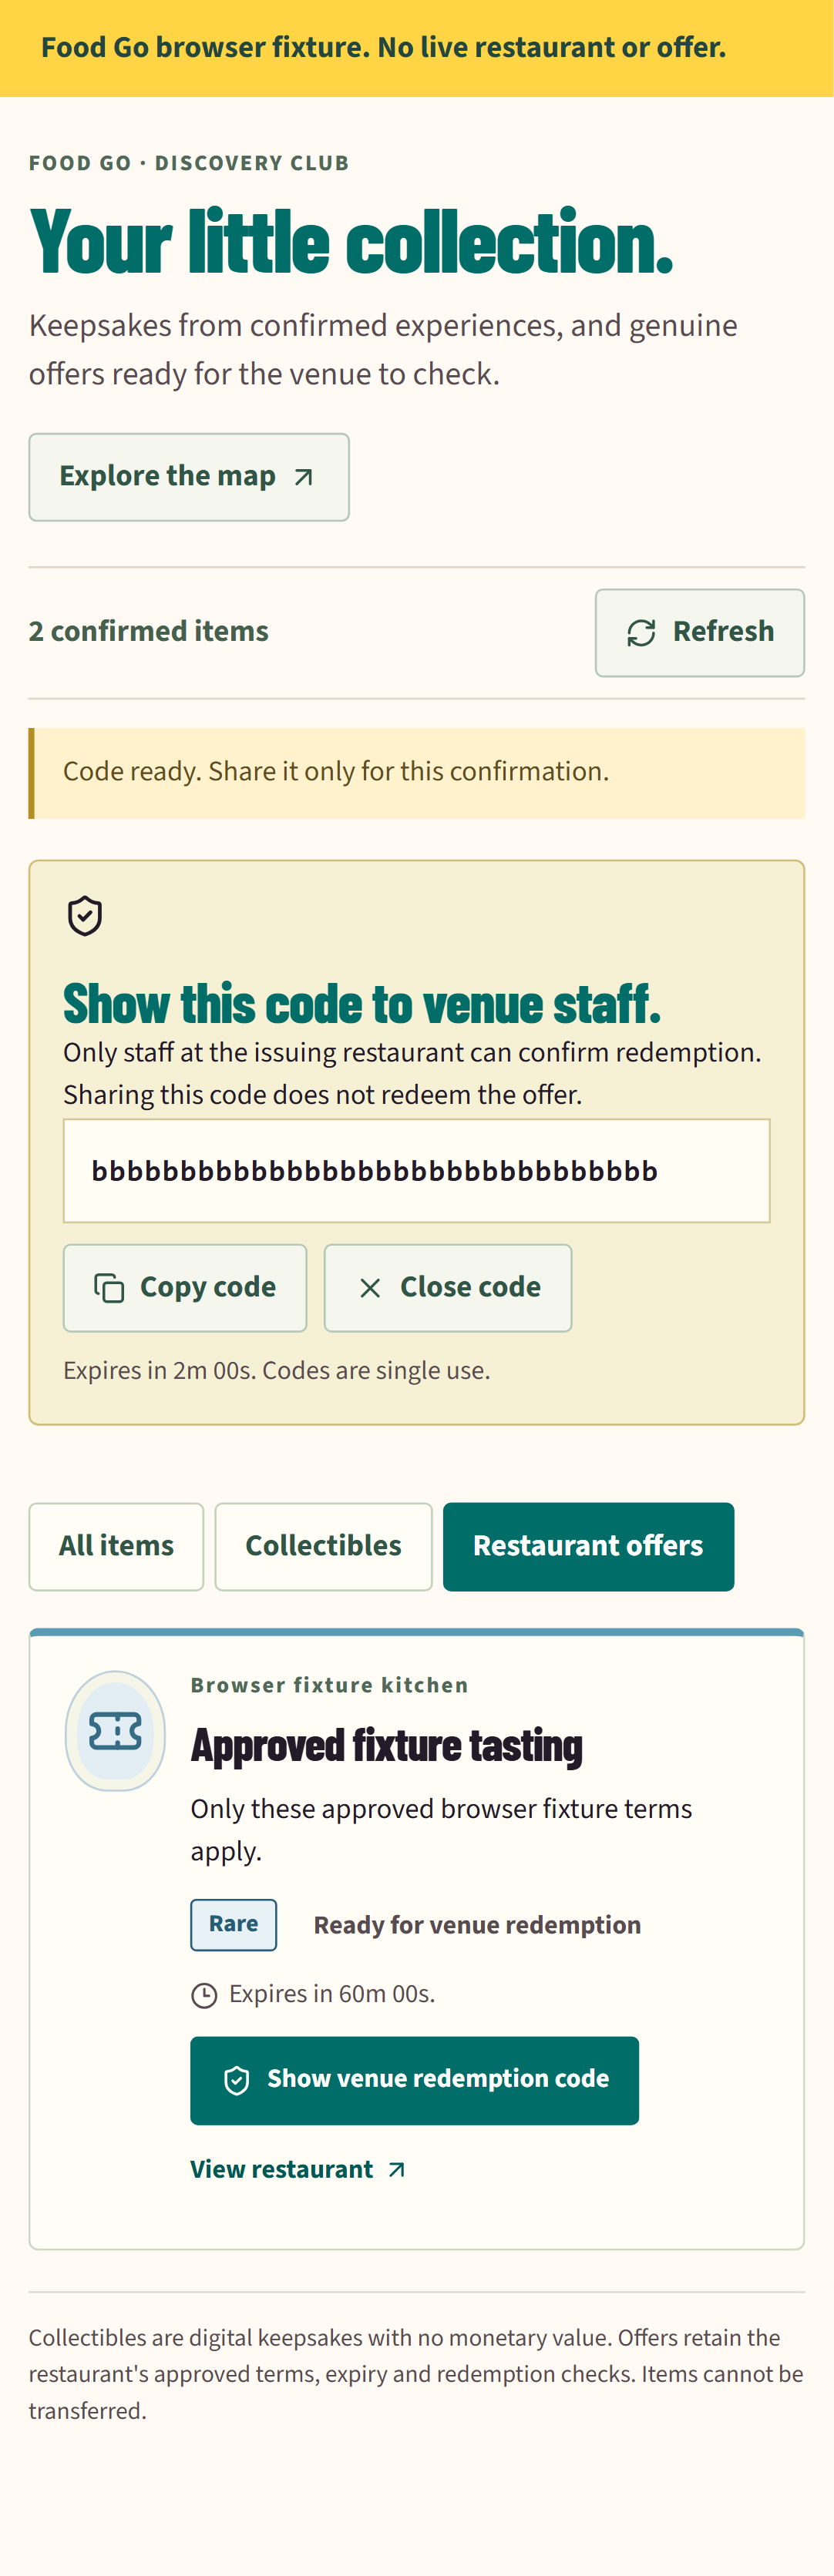 Food Go browser fixture. No live restaurant or offer.
FOOD GO · DISCOVERY CLUB
Your little collection.
Keepsakes from confirmed experiences, and genuine
offers ready for the venue to check.
Explore the map
2 confirmed items
Refresh
Code ready. Share it only for this confirmation.
Show this code to venue staff.
Only staff at the issuing restaurant can confirm redemption.
Sharing this code does not redeem the offer.
bbbbbbbbbbbbbbbbbbbbbbbbbbbbbbbb
Copy code
Close code
Expires in 2m 00s. Codes are single use.
All items
Collectibles
Restaurant offers
Browser fixture kitchen
Approved fixture tasting
Only these approved browser fixture terms
apply.
Rare
Ready for venue redemption
Expires in 60m 00s.
Show venue redemption code
View restaurant
Collectibles are digital keepsakes with no monetary value. Offers retain the
restaurant's approved terms, expiry and redemption checks. Items cannot be
transferred.